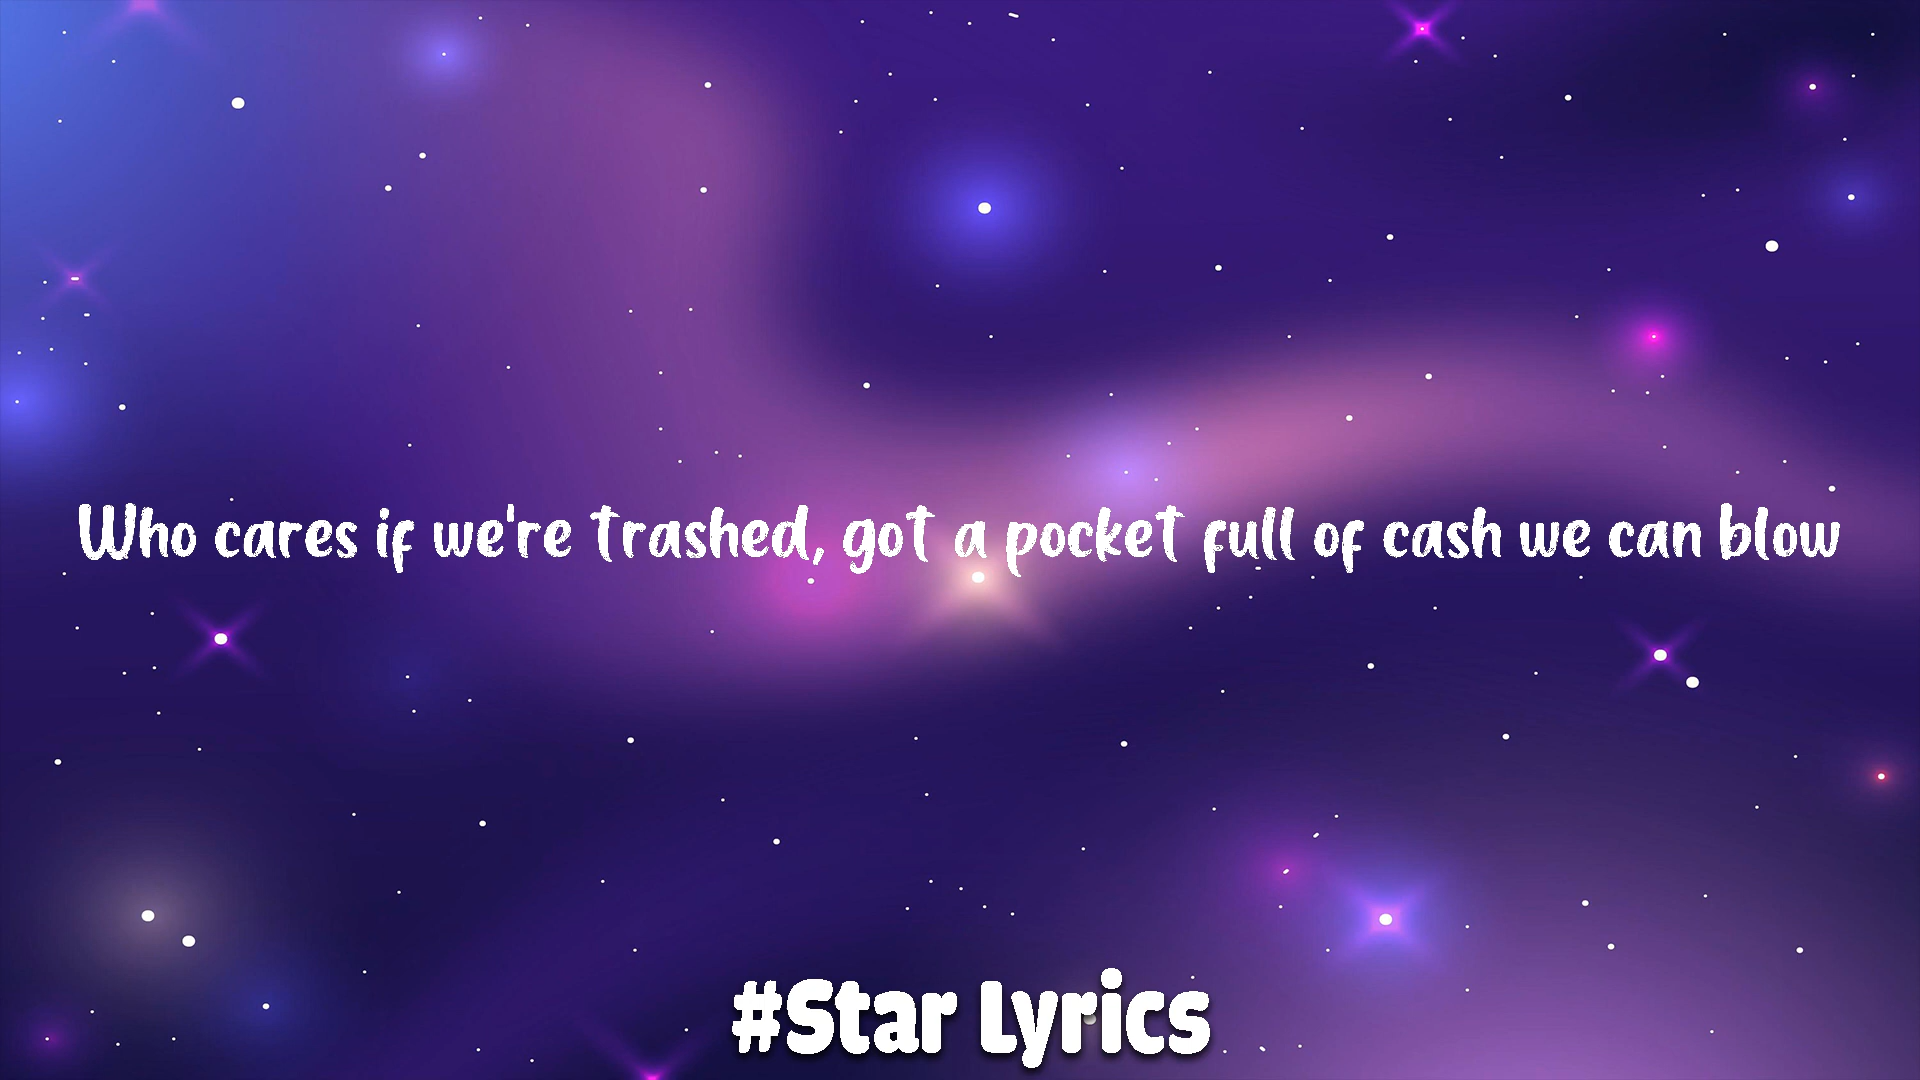 Who cares if we're trashed, got a pocket full of cash we can blow
#Star Lyrics